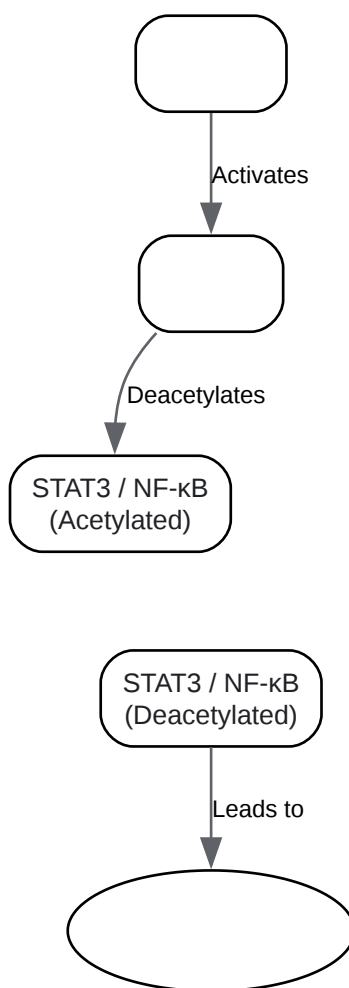 Activates
Deacetylates
STAT3 / NF-κB
(Acetylated)
STAT3 / NF-κB
(Deacetylated)
Leads to